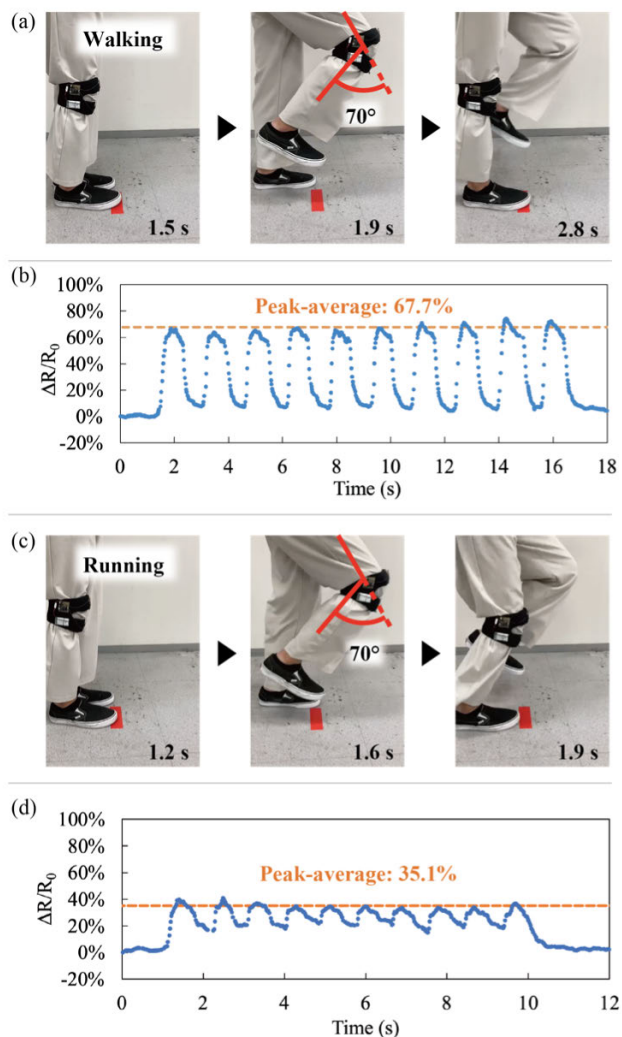 (a)
Walking
70°
1.5 s
1.9 s
2.8 s
(b)
100%
80%
60%
40%
20%
0%
-20%
ΔR/R0
Peak-average: 67.7%
0 2 4 6 8 10 12 14 16 18
Time (s)
(c)
Running
70°
1.2 s
1.6 s
1.9 s
(d)
100%
80%
60%
40%
20%
0%
-20%
ΔR/R0
Peak-average: 35.1%
0 2 4 6 8 10 12
Time (s)